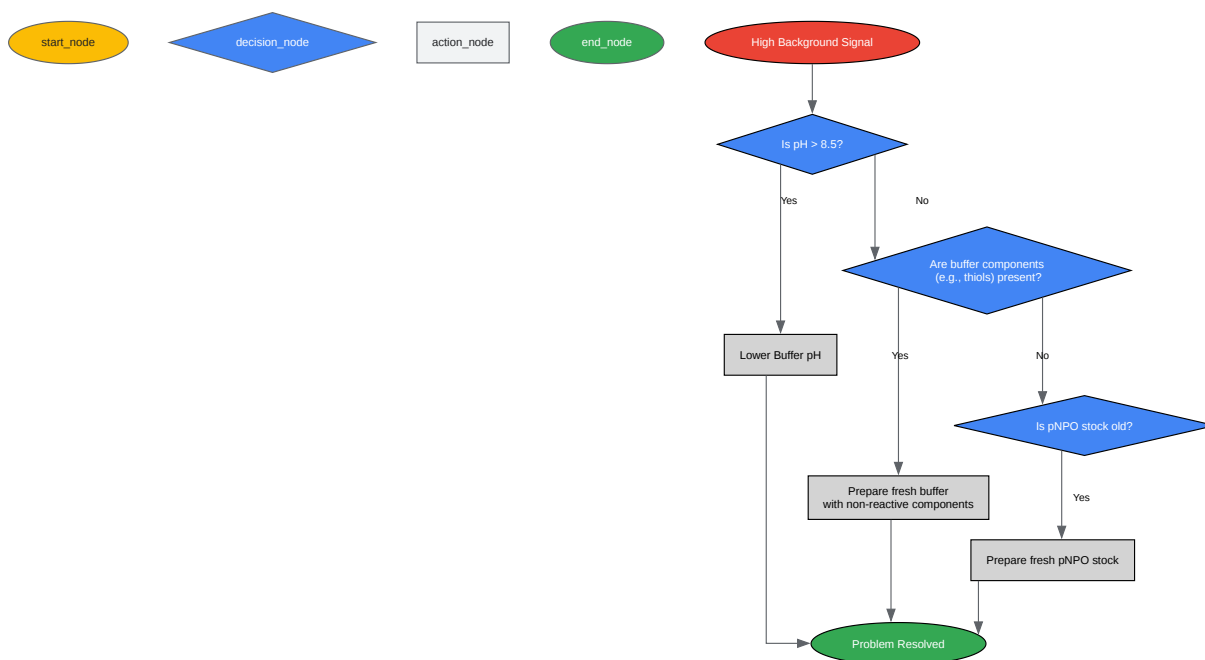 start_node
decision_node
action_node
end_node
High Background Signal
Is pH > 8.5?
Yes
No
Are buffer components
(e.g., thiols) present?
Lower Buffer pH
Yes
No
Is pNPO stock old?
Prepare fresh buffer
with non-reactive components
Yes
Prepare fresh pNPO stock
Problem Resolved